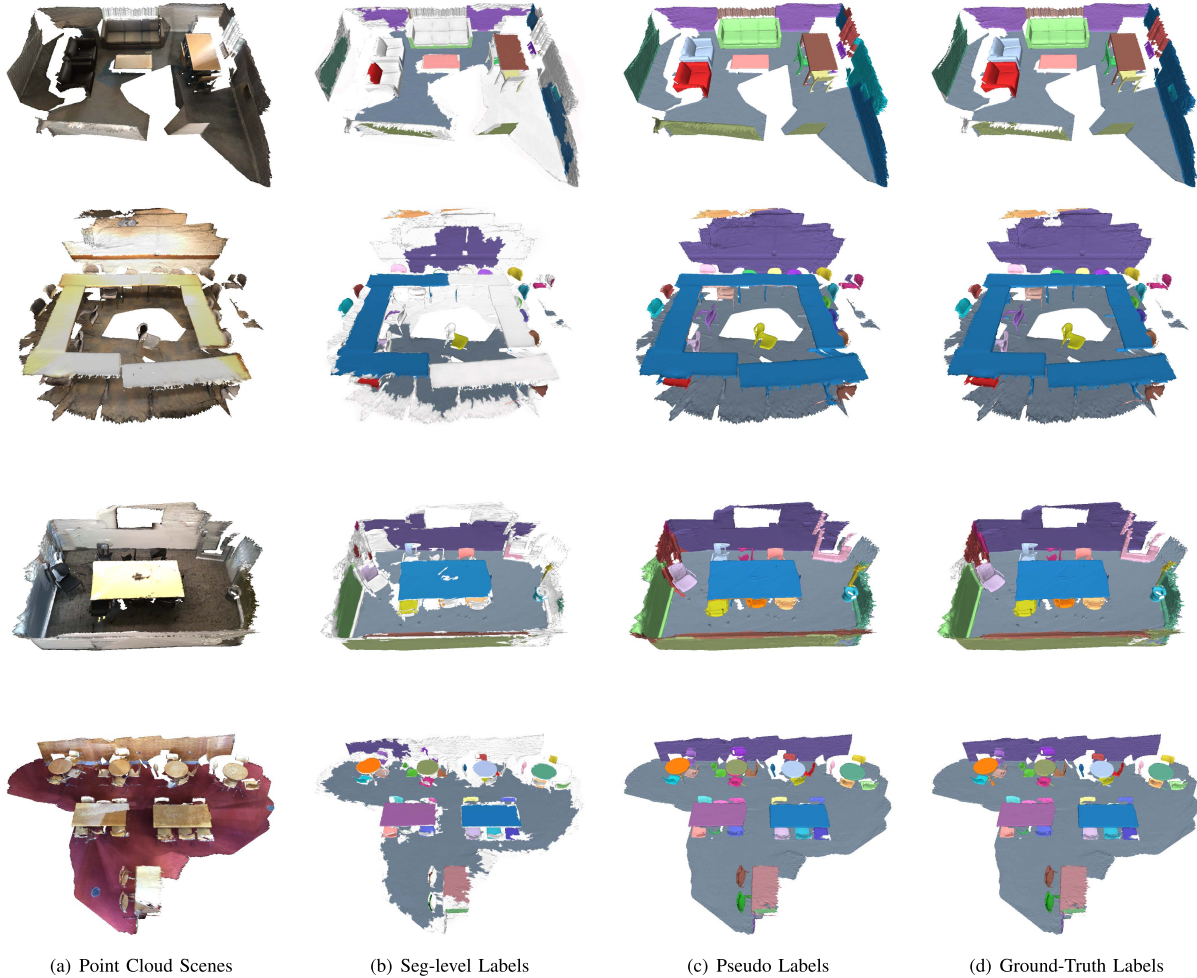 (a) Point Cloud Scenes
(b) Seg-level Labels
(c) Pseudo Labels
(d) Ground-Truth Labels